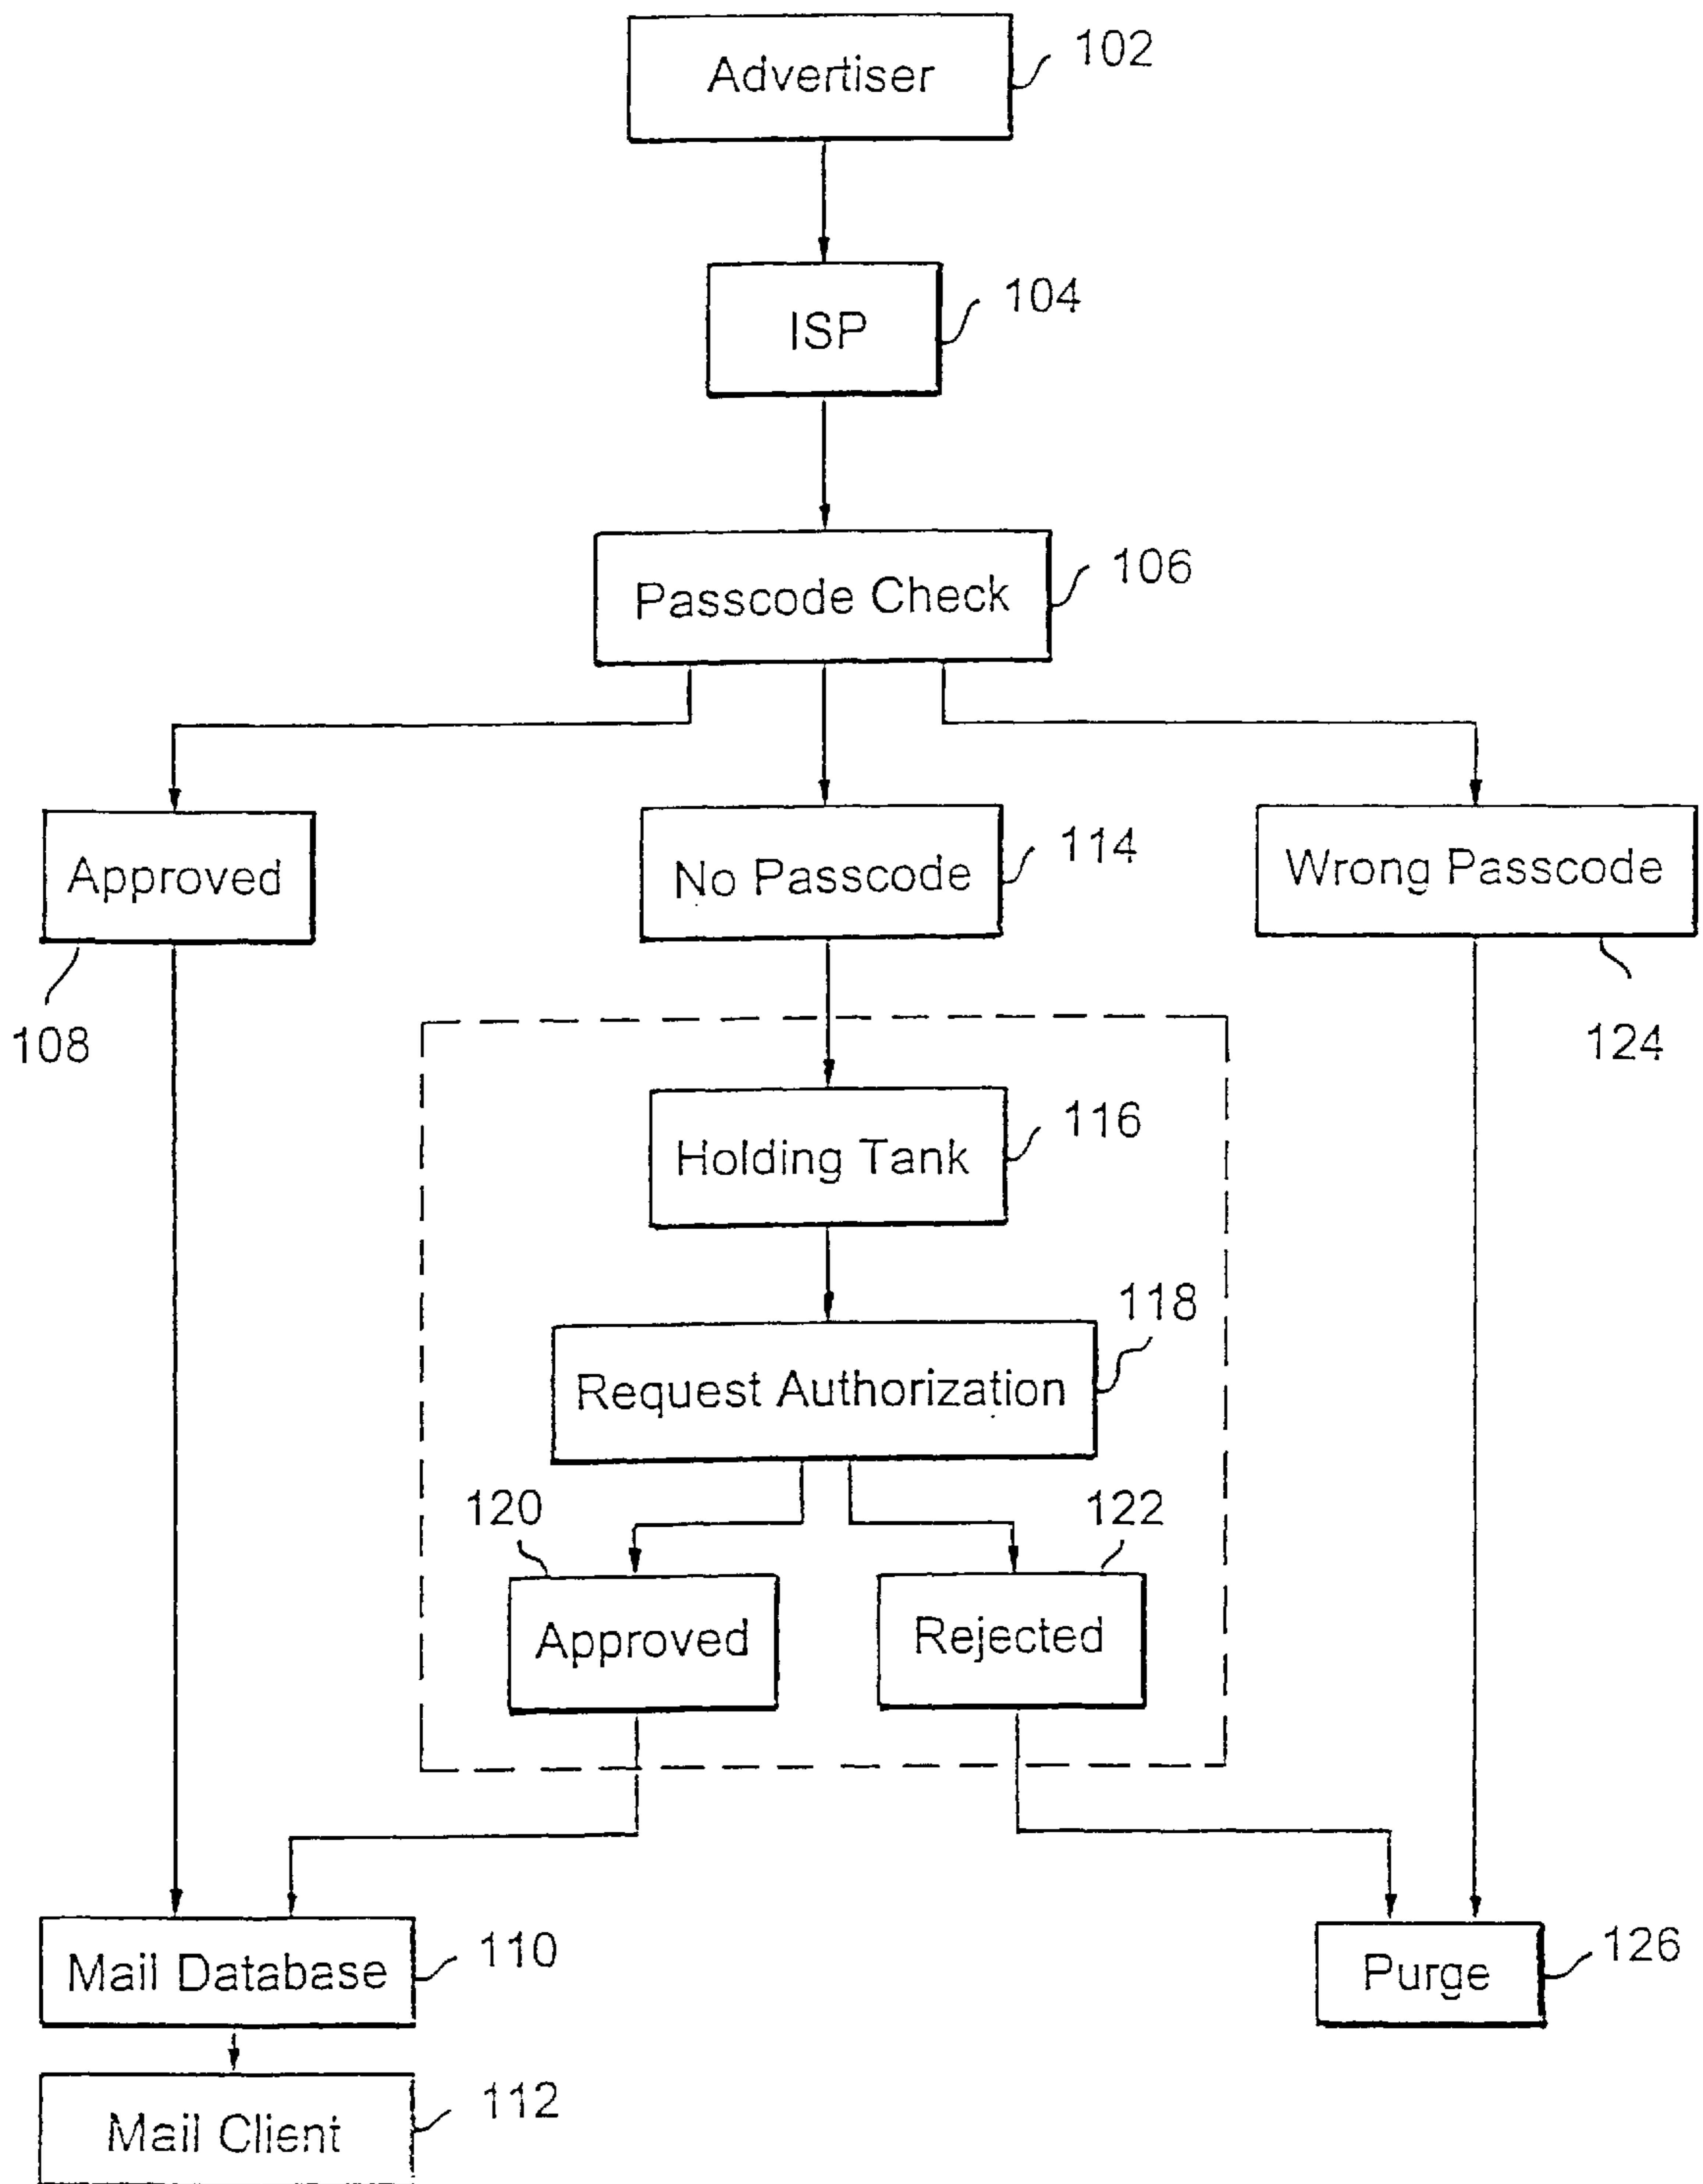 Advertiser
102
ISP
104
Passcode Check
106
Approved
108
No Passcode
114
Wrong Passcode
124
Holding Tank
116
Request Authorization
118
120
Approved
122
Rejected
Mail Database
110
Purge
126
Mail Client
112